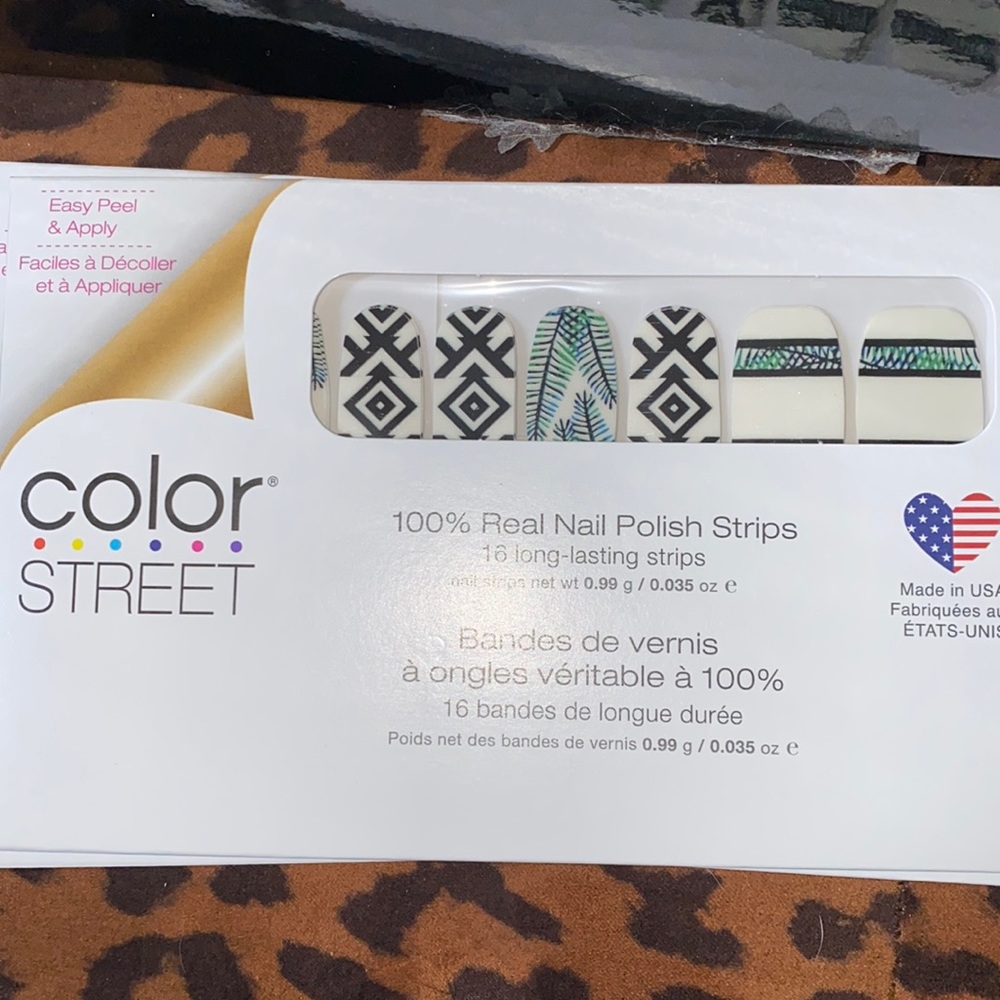 Easy Peel
& Apply
Faciles à Décoller
et à Appliquer
color®
STREET
100% Real Nail Polish Strips
16 long-lasting strips
nail strips net wt 0.99 g / 0.035 oz e
Bandes de vernis
à ongles véritable à 100%
16 bandes de longue durée
Poids net des bandes de vernis 0.99 g / 0.035 oz e
Made in USA
Fabriquées au
ÉTATS-UNIS